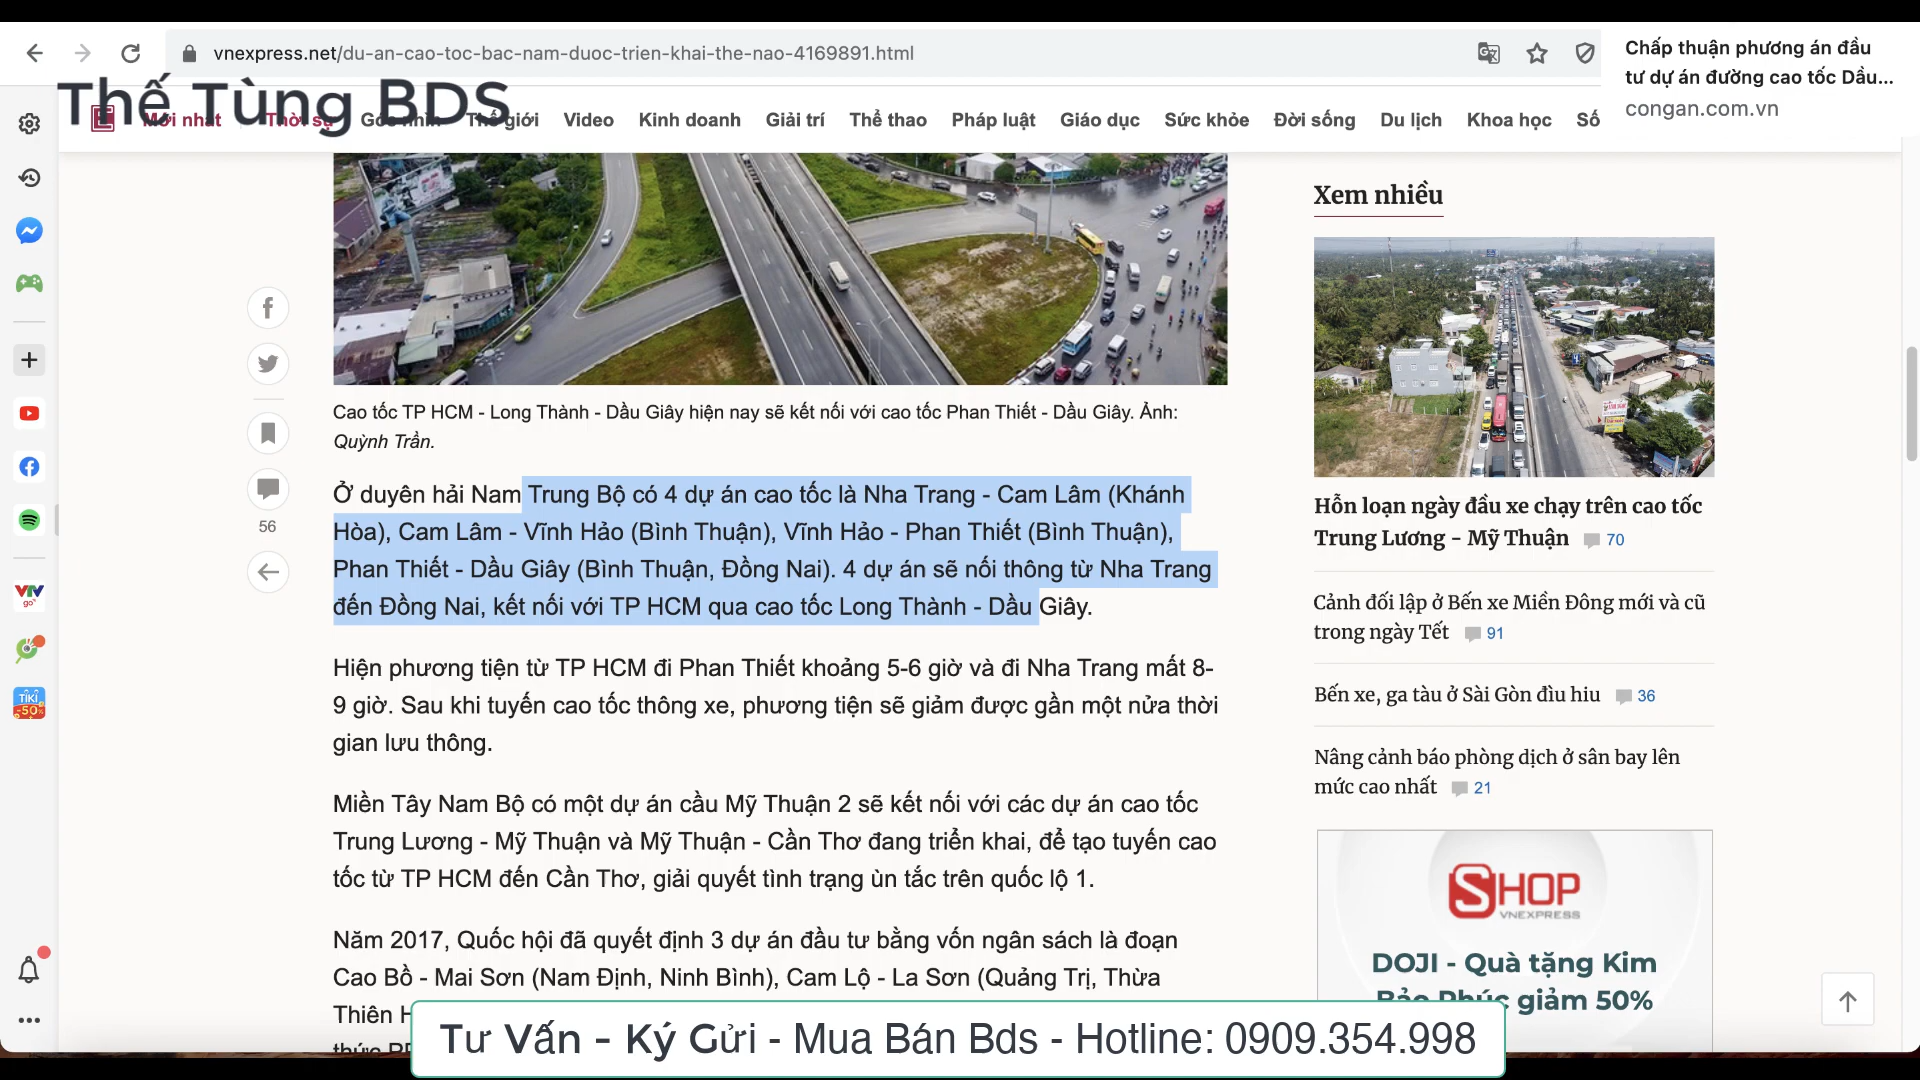 vnexpress.net/du-an-cao-toc-bac-nam-duoc-trien-khai-the-nao-4169891.html
Chấp thuận phương án đầu
tư dự án đường cao tốc Dầu...
congan.com.vn
Thế Tùng BDS
Mới nhất Thời sự Góc nhìn Thế giới Video Kinh doanh Giải trí Thể thao Pháp luật Giáo dục Sức khỏe Đời sống Du lịch Khoa học Số
Cao tốc TP HCM - Long Thành - Dầu Giây hiện nay sẽ kết nối với cao tốc Phan Thiết - Dầu Giây. Ảnh:
Quỳnh Trần.
Ở duyên hải Nam Trung Bộ có 4 dự án cao tốc là Nha Trang - Cam Lâm (Khánh
Hòa), Cam Lâm - Vĩnh Hảo (Bình Thuận), Vĩnh Hảo - Phan Thiết (Bình Thuận),
Phan Thiết - Dầu Giây (Bình Thuận, Đồng Nai). 4 dự án sẽ nối thông từ Nha Trang
đến Đồng Nai, kết nối với TP HCM qua cao tốc Long Thành - Dầu Giây.
Hiện phương tiện từ TP HCM đi Phan Thiết khoảng 5-6 giờ và đi Nha Trang mất 8-
9 giờ. Sau khi tuyến cao tốc thông xe, phương tiện sẽ giảm được gần một nửa thời
gian lưu thông.
Miền Tây Nam Bộ có một dự án cầu Mỹ Thuận 2 sẽ kết nối với các dự án cao tốc
Trung Lương - Mỹ Thuận và Mỹ Thuận - Cần Thơ đang triển khai, để tạo tuyến cao
tốc từ TP HCM đến Cần Thơ, giải quyết tình trạng ùn tắc trên quốc lộ 1.
Năm 2017, Quốc hội đã quyết định 3 dự án đầu tư bằng vốn ngân sách là đoạn
Cao Bồ - Mai Sơn (Nam Định, Ninh Bình), Cam Lộ - La Sơn (Quảng Trị, Thừa
Thiên
thức
56
VTV
go
TIKI
-50%
Xem nhiều
Hỗn loạn ngày đầu xe chạy trên cao tốc
Trung Lương - Mỹ Thuận 70
Cảnh đối lập ở Bến xe Miền Đông mới và cũ
trong ngày Tết 91
Bến xe, ga tàu ở Sài Gòn đìu hiu 36
Nâng cảnh báo phòng dịch ở sân bay lên
mức cao nhất 21
SHOP
VNEXPRESS
DOJI - Quà tặng Kim
Bảo Phúc giảm 50%
Tư Vấn - Ký Gửi - Mua Bán Bds - Hotline: 0909.354.998